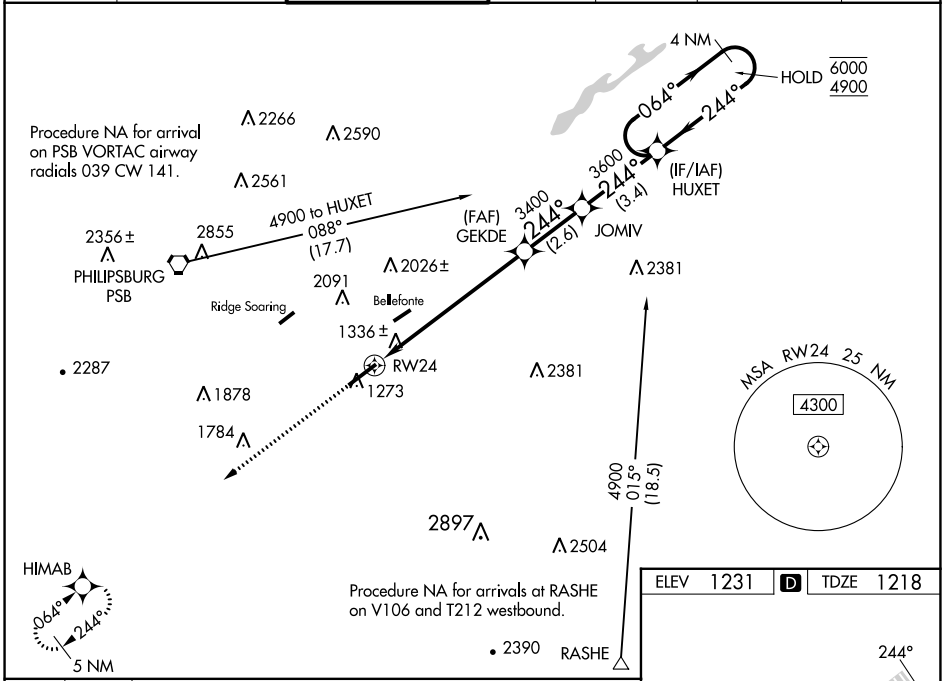 4 NM
HOLD
6000
4900
064°
244°
Procedure NA for arrival
on PSB VORTAC airway
radials 039 CW 141.
2266
2590
2561
3600
244°
(3.4)
(IF/IAF)
HUXET
4900 to HUXET
088°
(17.7)
(FAF)
GEKDE
3400
244°
(2.6)
JOMIV
2356 ±
2855
PHILIPSBURG
PSB
2026 ±
2381
2091
Ridge Soaring
Bellefonte
1336 ±
RW24
2287
2381
1273
1878
1784
MSA RW24 25 NM
4300
4900
015°
(18.5)
2897
2504
HIMAB
064°
244°
5 NM
Procedure NA for arrivals at RASHE
on V106 and T212 westbound.
2390
RASHE
ELEV 1231 D TDZE 1218
244°